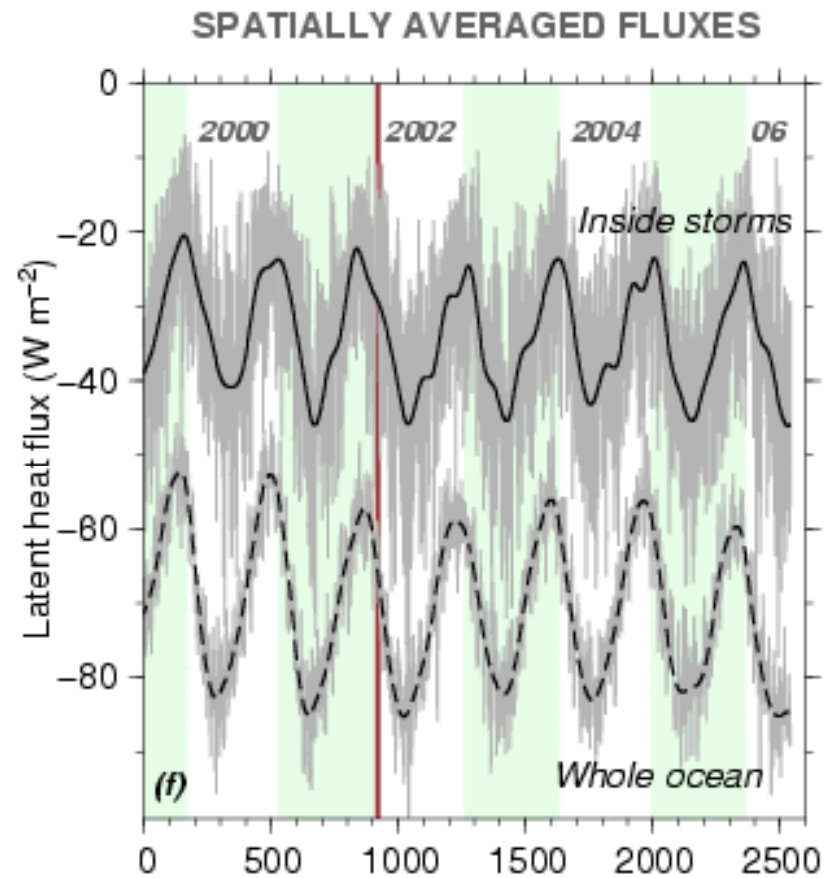 SPATIALLY AVERAGED FLUXES
0
2000 2002 2004 06
−20
Inside storms
Latent heat flux (W m⁻²)
−40
−60
−80
Whole ocean
(f)
0 500 1000 1500 2000 2500